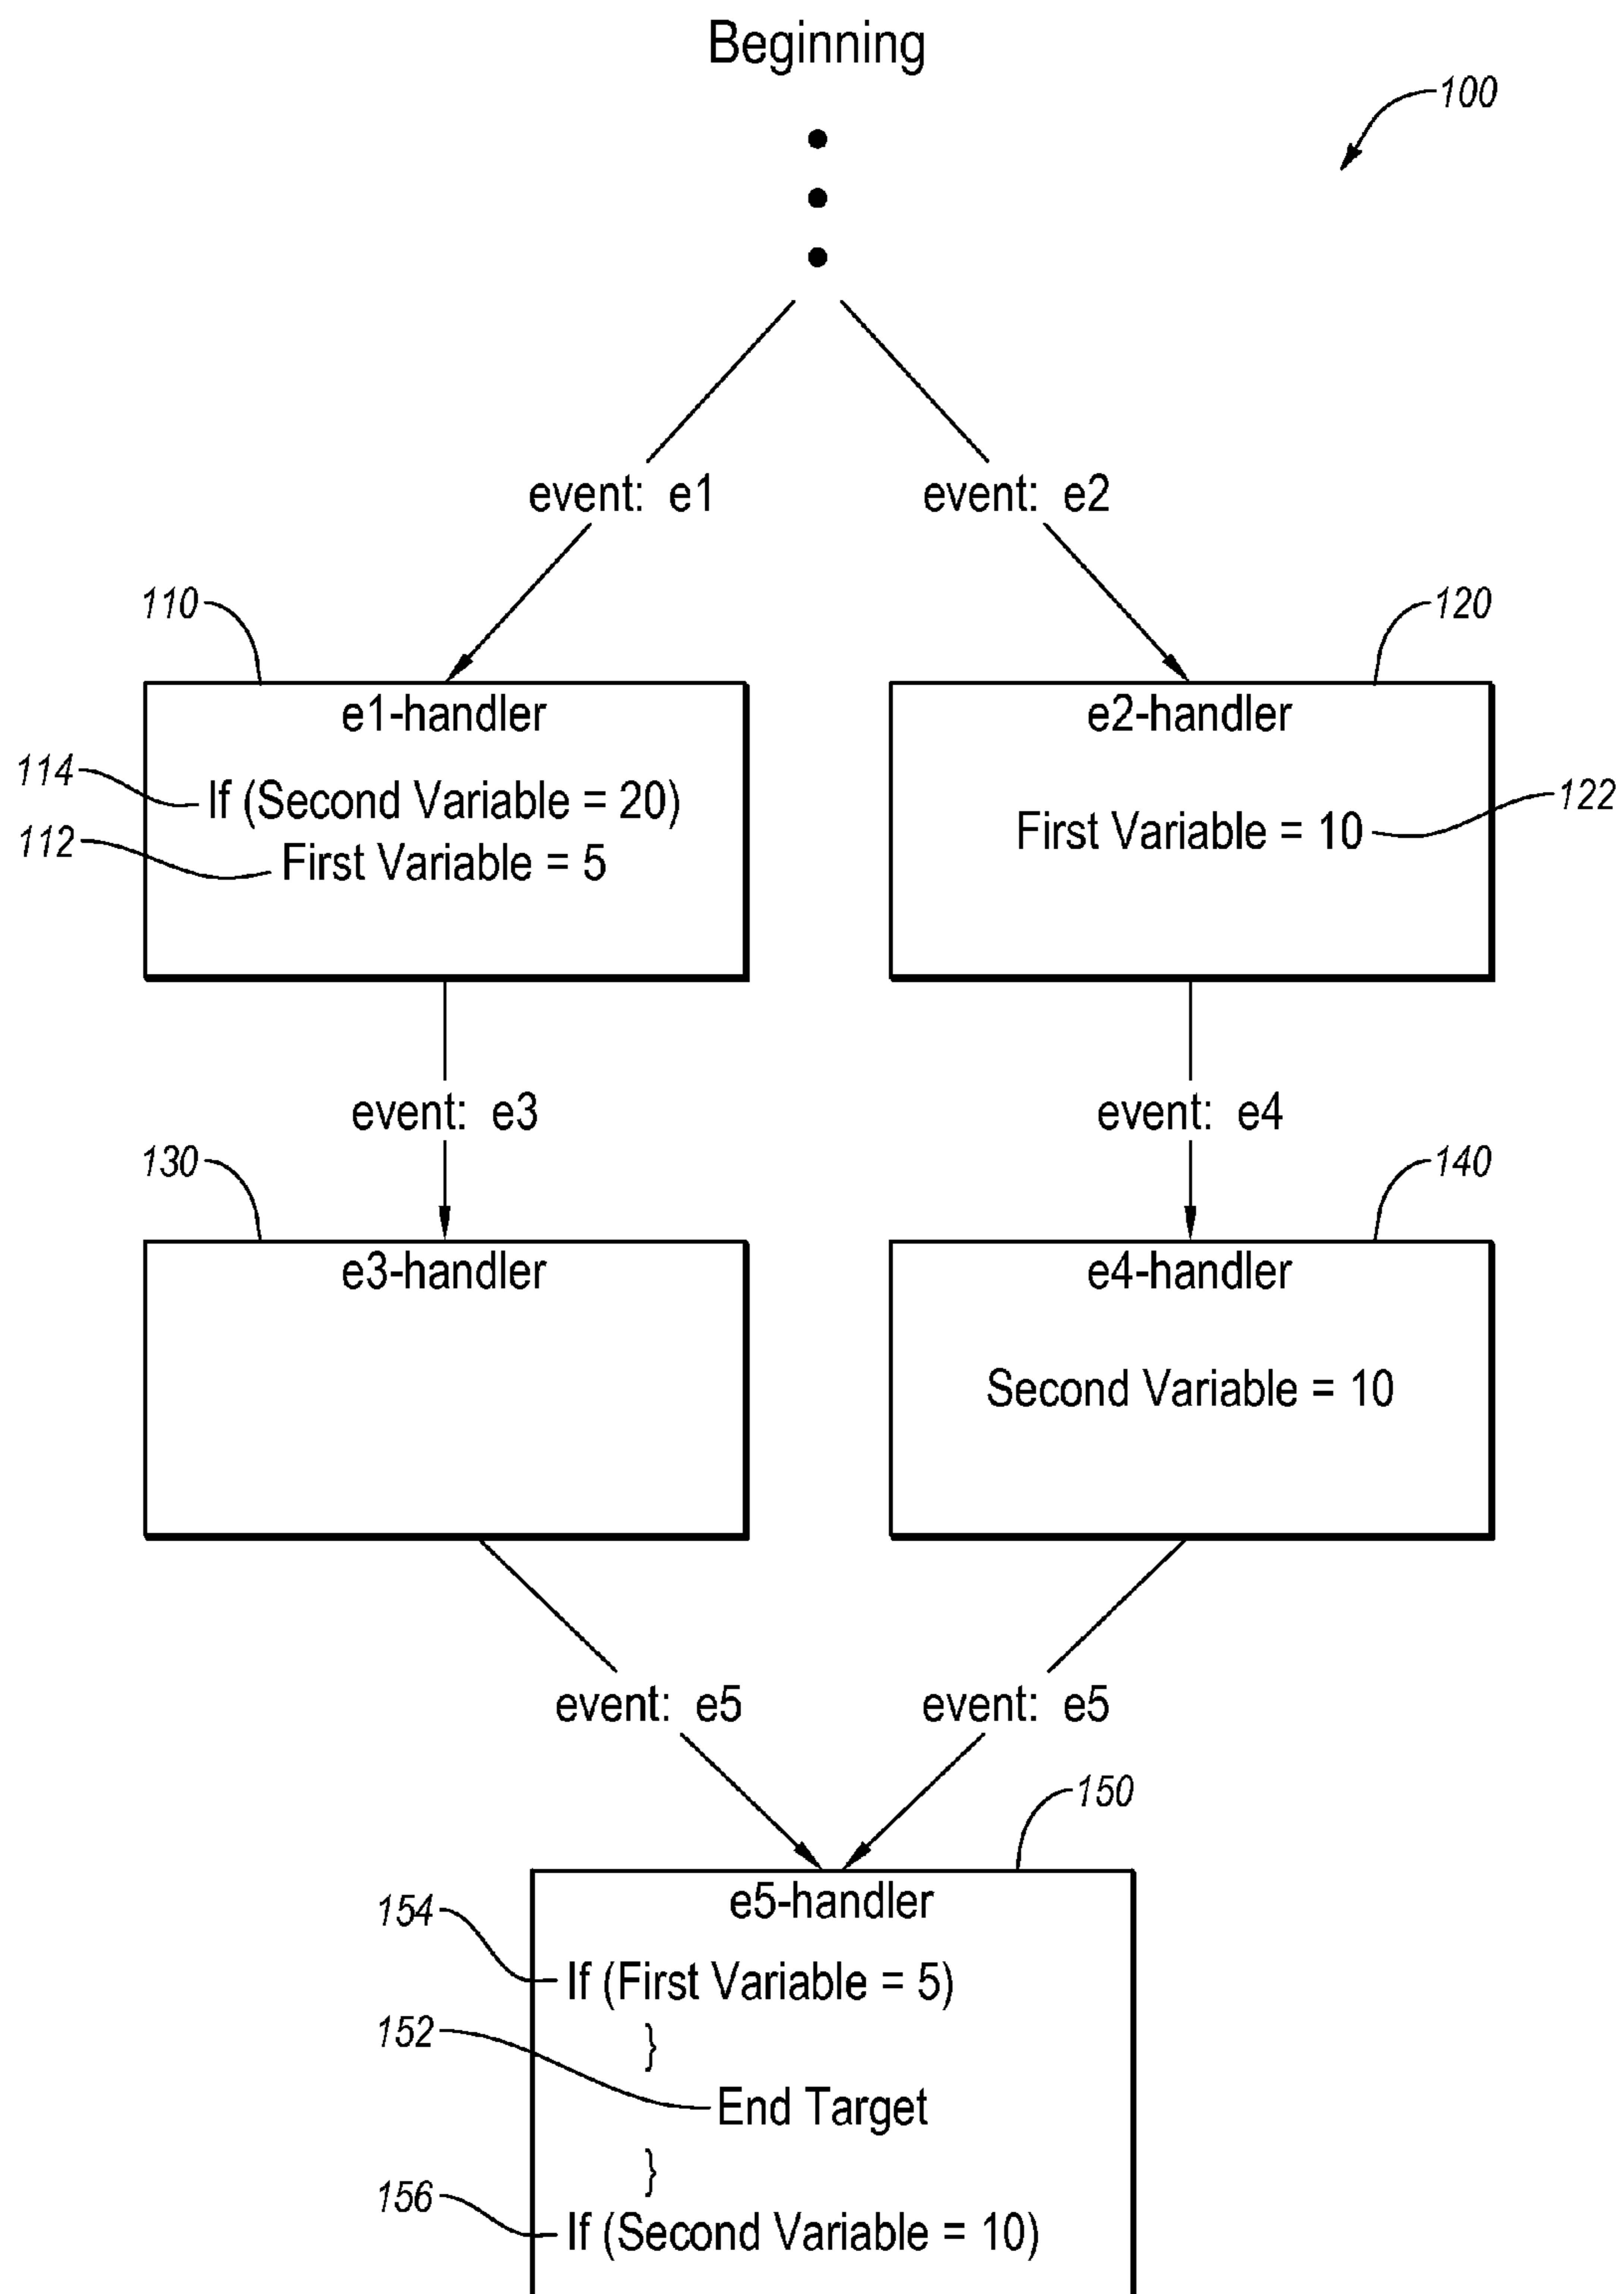 Beginning
100
event: e1
event: e2
110
120
e1-handler
e2-handler
114
If (Second Variable = 20)
122
First Variable = 10
112
First Variable = 5
event: e3
event: e4
130
140
e3-handler
e4-handler
Second Variable = 10
event: e5
event: e5
150
e5-handler
154
If (First Variable = 5)
152
}
End Target
}
156
If (Second Variable = 10)